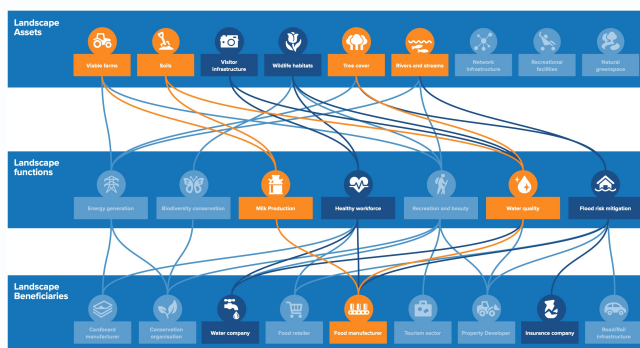 Landscape
Assets
Viable farms
Soils
Visitor
infrastructure
Wildlife habitats
Tree cover
Rivers and streams
Network
infrastructure
Recreational
facilities
Natural
greenspace
Landscape
functions
Energy generation
Biodiversity conservation
Milk Production
Healthy workforce
Recreation and beauty
Water quality
Flood risk mitigation
Landscape
Beneficiaries
Cardboard
manufacturer
Conservation
organisation
Water company
Food retailer
Food manufacturer
Tourism sector
Property Developer
Insurance company
Road/Rail
infrastructure